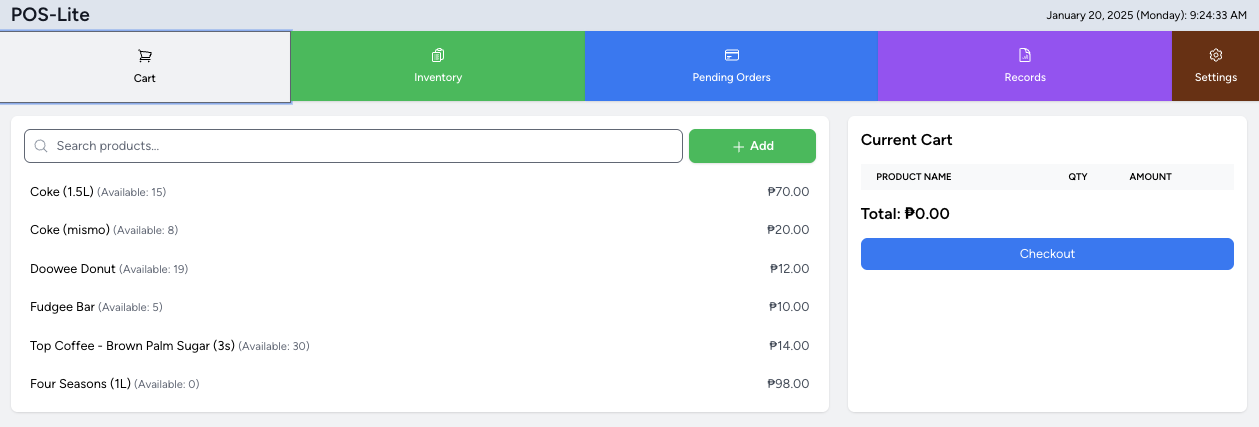 POS-Lite
January 20, 2025 (Monday): 9:24:33 AM
Cart
Inventory
Pending Orders
Records
Settings
Search products...
Add
Coke (1.5L) (Available: 15) ₱70.00
Coke (mismo) (Available: 8) ₱20.00
Doowee Donut (Available: 19) ₱12.00
Fudgee Bar (Available: 5) ₱10.00
Top Coffee - Brown Palm Sugar (3s) (Available: 30) ₱14.00
Four Seasons (1L) (Available: 0) ₱98.00
Current Cart
PRODUCT NAME QTY AMOUNT
Total: ₱0.00
Checkout